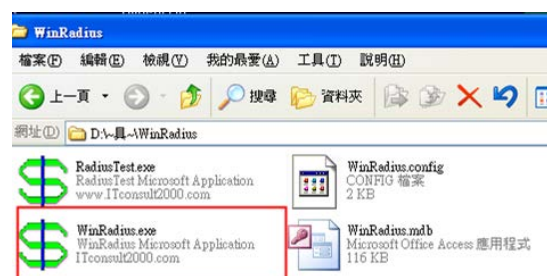 WinRadius
檔案(F) 編輯(E) 檢視(V) 我的最愛(A) 工具(T) 說明(H)
上一頁 搜尋 資料夾
網址(D) D:\~具~\WinRadius
RadiusTest.exe
RadiusTest Microsoft Application
www.ITconsult2000.com
WinRadius.config
CONFIG 檔案
2 KB
WinRadius.exe
WinRadius Microsoft Application
ITconsult2000.com
WinRadius.mdb
Microsoft Office Access 應用程式
116 KB